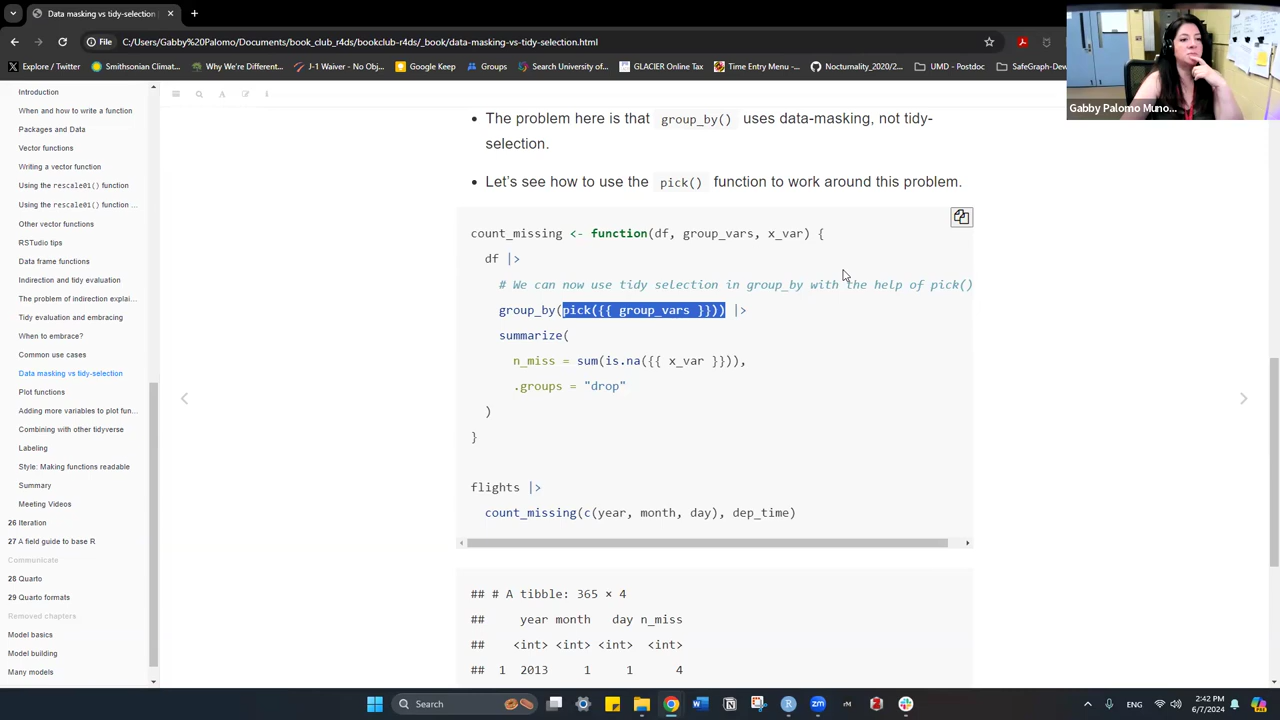 Data masking vs tidy-selection
File
C:/Users/Gabby%20Palomo/Documents/book_club_r4ds/bookclub-r4ds/_book/data-masking-vs-tidy-selection.html
Explore / Twitter
Smithsonian Climat...
Why We're Differe...
J-1 Waiver - No Obj...
Google Keep
GLACIER Online Tax
Time Entry Menu -...
Nocturnality_2020/2...
UMD - Postdoc
SafeGraph-Dew
Gabby Palomo Muno...
Introduction
When and how to write a function
Packages and Data
Vector functions
Writing a vector function
Using the rescale01() function
Using the rescale01() function ...
Other vector functions
RSTudio tips
Data frame functions
Indirection and tidy evaluation
The problem of indirection explai...
Tidy evaluation and embracing
When to embrace?
Common use cases
Data masking vs tidy-selection
Plot functions
Adding more variables to plot fun...
Combining with other tidyverse
Labeling
Style: Making functions readable
Summary
Meeting Videos
26 Iteration
27 A field guide to base R
Communicate
28 Quarto
29 Quarto formats
Removed chapters
Model basics
Model building
Many models
• The problem here is that group_by() uses data-masking, not tidy-
selection.
• Let's see how to use the pick() function to work around this problem.
count_missing <- function(df, group_vars, x_var) {
df |>
# We can now use tidy selection in group_by with the help of pick()
group_by(pick({{ group_vars }})) |>
summarize(
n_miss = sum(is.na({{ x_var }})),
.groups = "drop"
)
}
flights |>
count_missing(c(year, month, day), dep_time)
## # A tibble: 365 × 4
## year month day n_miss
## <int> <int> <int> <int>
## 1 2013 1 1 4
Search
ENG
2:42 PM
6/7/2024